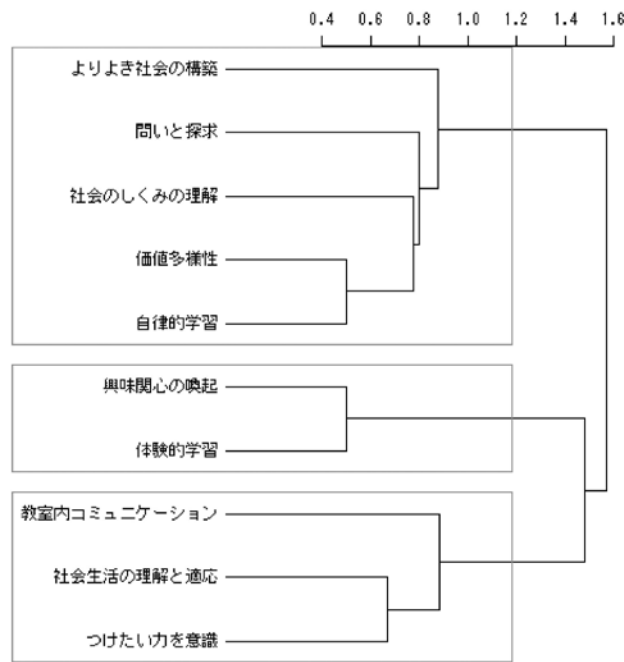 0.4 0.6 0.8 1.0 1.2 1.4 1.6
よりよき社会の構築
問いと探求
社会のしくみの理解
価値多様性
自律的学習
興味関心の喚起
体験的学習
教室内コミュニケーション
社会生活の理解と適応
つけたい力を意識